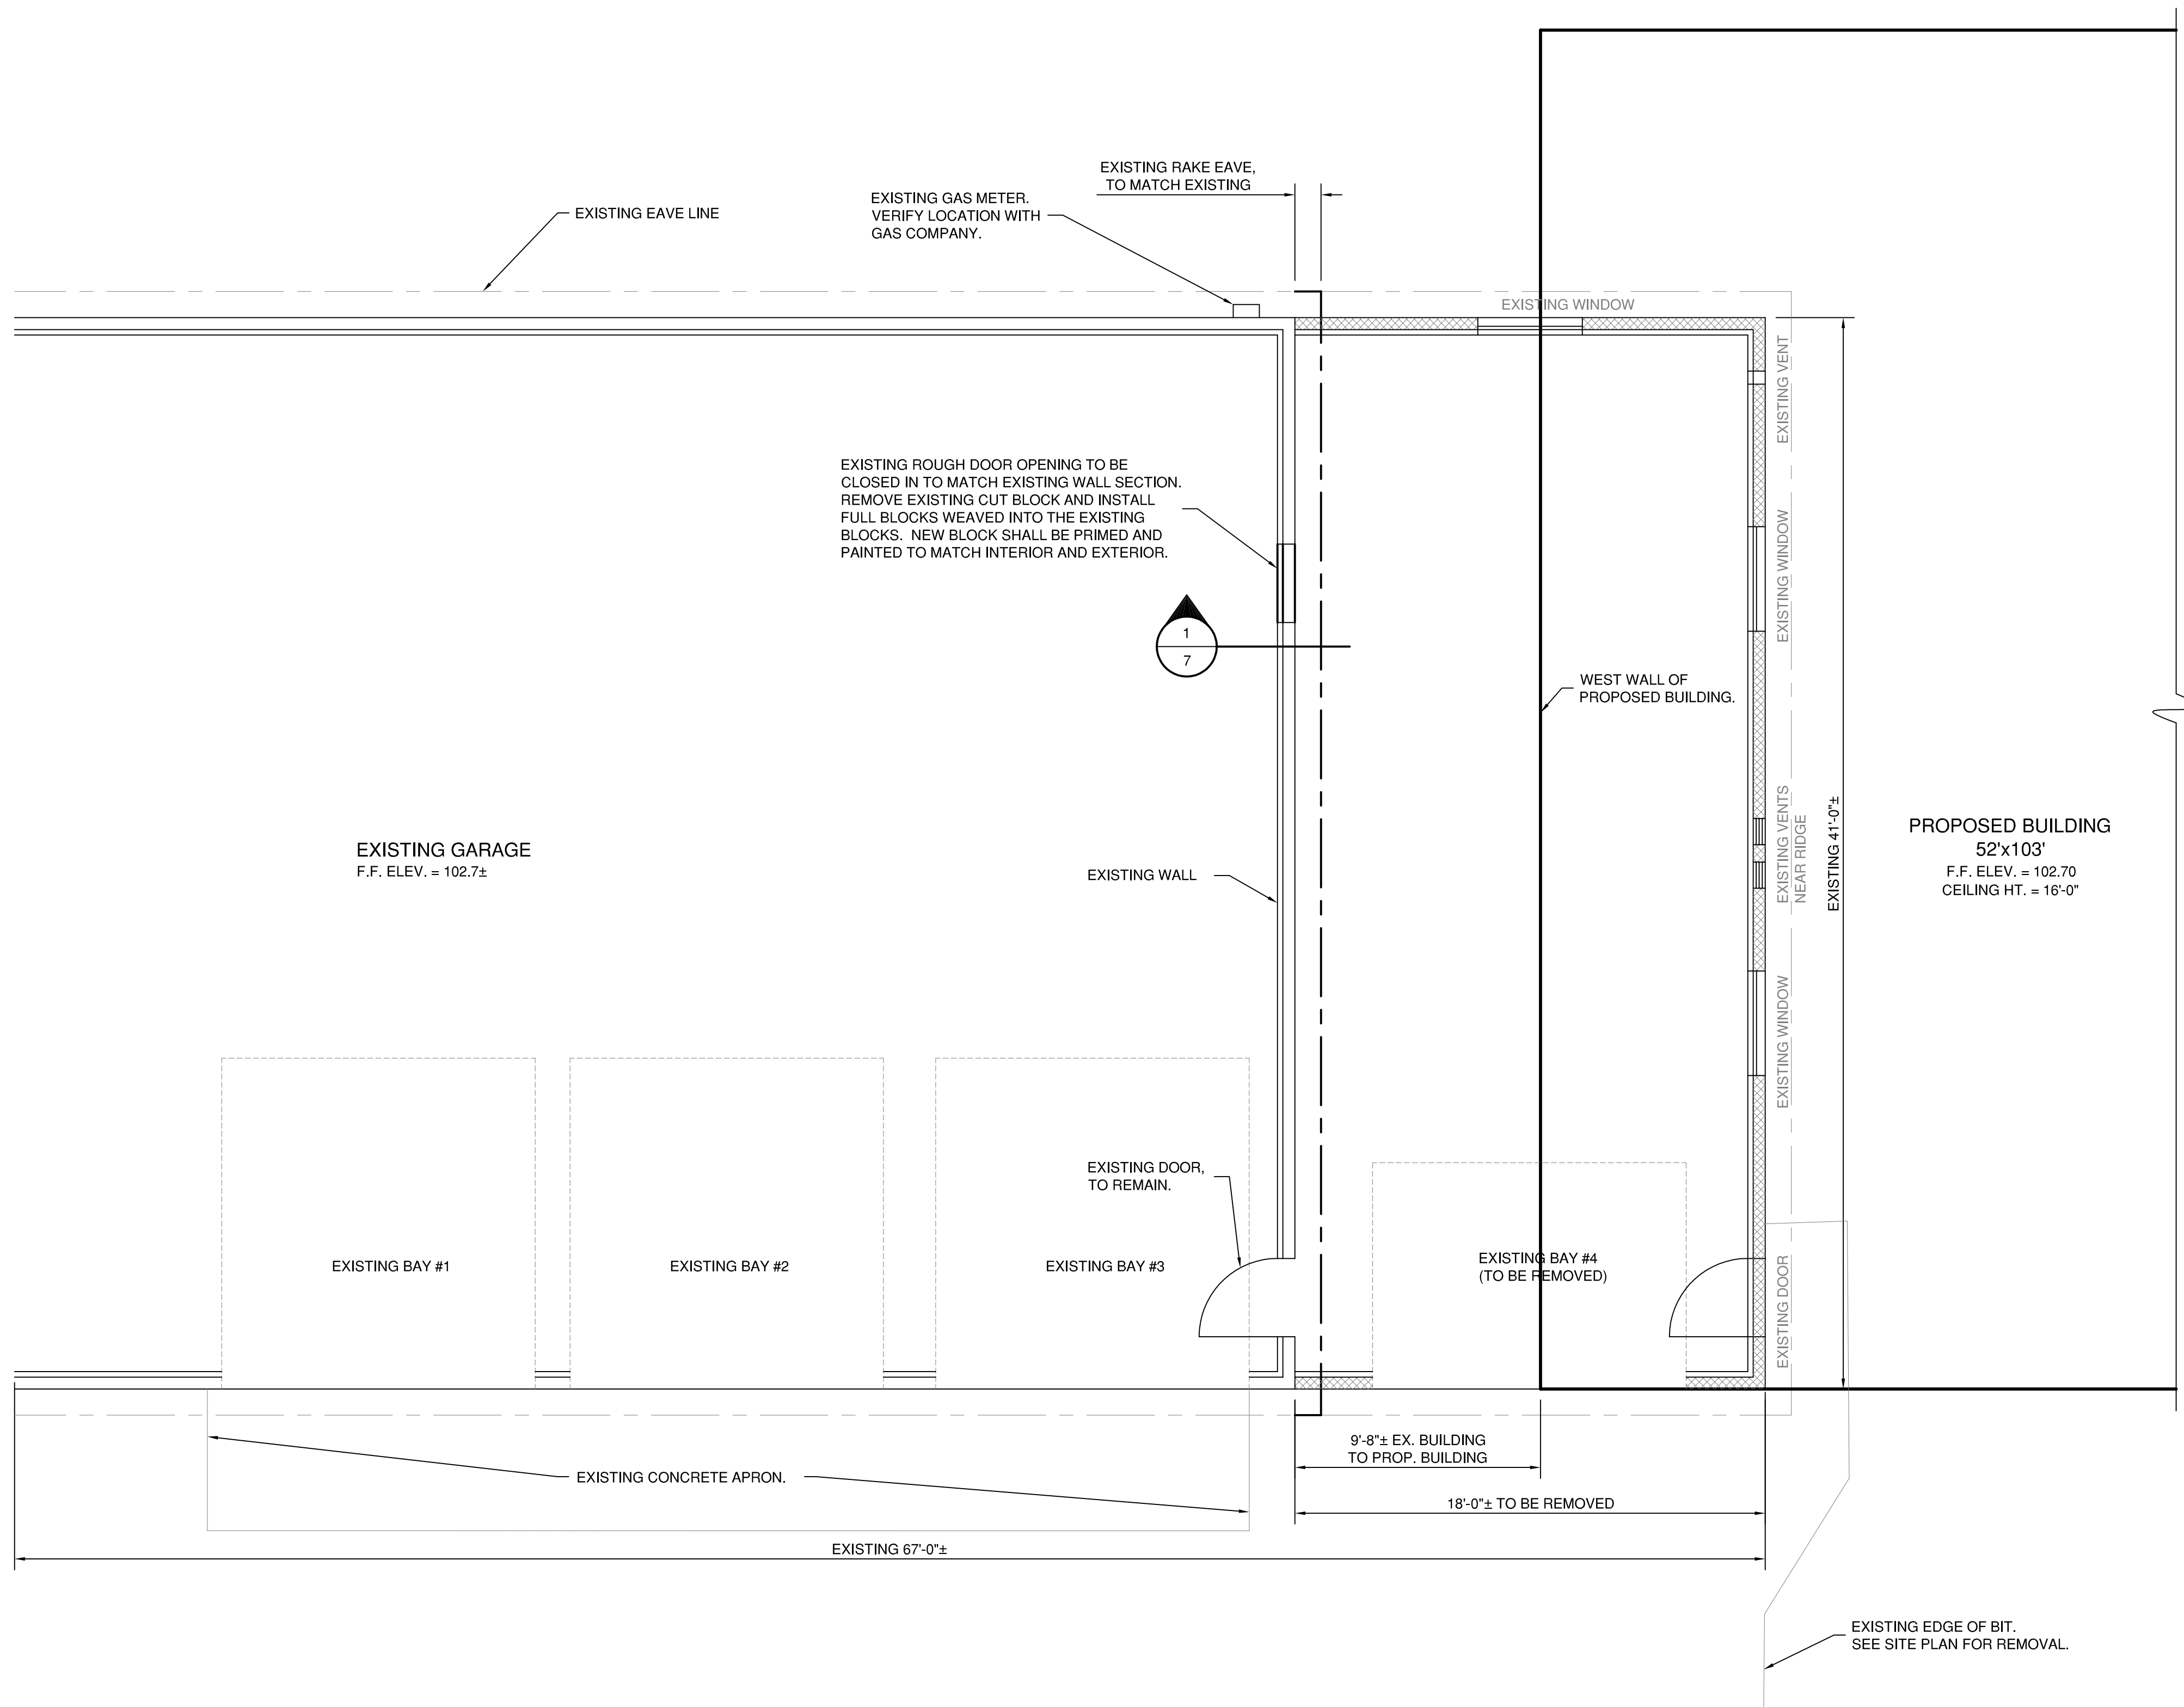 EXISTING RAKE EAVE,
TO MATCH EXISTING
EXISTING GAS METER.
VERIFY LOCATION WITH
GAS COMPANY.
EXISTING EAVE LINE
EXISTING WINDOW
EXISTING VENT
EXISTING ROUGH DOOR OPENING TO BE
CLOSED IN TO MATCH EXISTING WALL SECTION.
REMOVE EXISTING CUT BLOCK AND INSTALL
FULL BLOCKS WEAVED INTO THE EXISTING
BLOCKS.  NEW BLOCK SHALL BE PRIMED AND
PAINTED TO MATCH INTERIOR AND EXTERIOR.
EXISTING WINDOW
1
7
WEST WALL OF
PROPOSED BUILDING.
EXISTING GARAGE
F.F. ELEV. = 102.7±
EXISTING WALL
EXISTING VENTS
NEAR RIDGE
EXISTING 41'-0"±
PROPOSED BUILDING
52'x103'
F.F. ELEV. = 102.70
CEILING HT. = 16'-0"
EXISTING WINDOW
EXISTING DOOR,
TO REMAIN.
EXISTING BAY #1
EXISTING BAY #2
EXISTING BAY #3
EXISTING BAY #4
(TO BE REMOVED)
EXISTING DOOR
9'-8"± EX. BUILDING
TO PROP. BUILDING
EXISTING CONCRETE APRON.
18'-0"± TO BE REMOVED
EXISTING 67'-0"±
EXISTING EDGE OF BIT.
SEE SITE PLAN FOR REMOVAL.